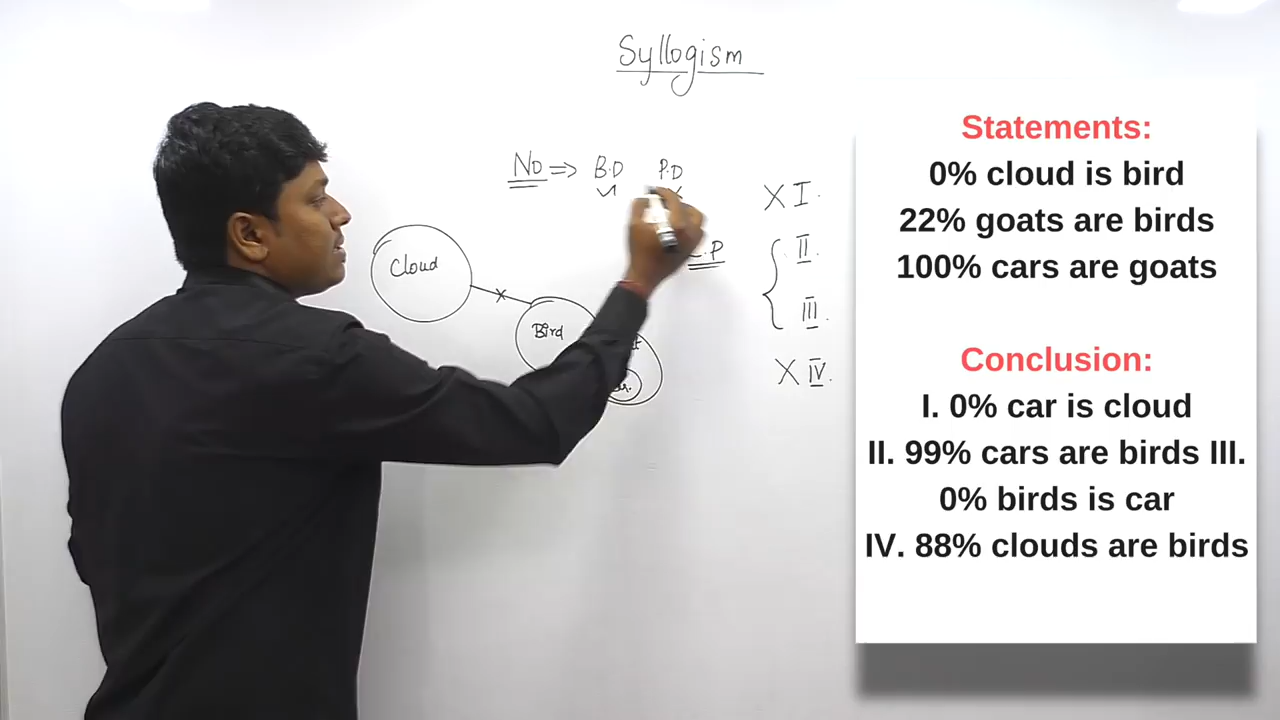 Syllogism
No ⇒ B.D P.D
X I.
II.
III.
X IV.
Cloud
X
Bird
Statements:
0% cloud is bird
22% goats are birds
100% cars are goats
Conclusion:
I. 0% car is cloud
II. 99% cars are birds III.
0% birds is car
IV. 88% clouds are birds